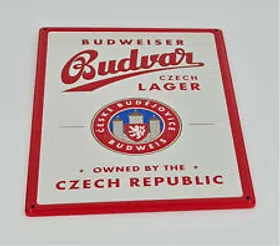 BUDWEISER
Budvar
CZECH
LAGER
ČESKÉ BUDĚJOVICE
BUDWEIS
• OWNED BY THE •
CZECH REPUBLIC